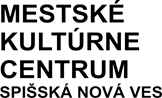 MESTSKÉ
KULTÚRNE
CENTRUM
SPIŠSKÁ NOVÁ VES